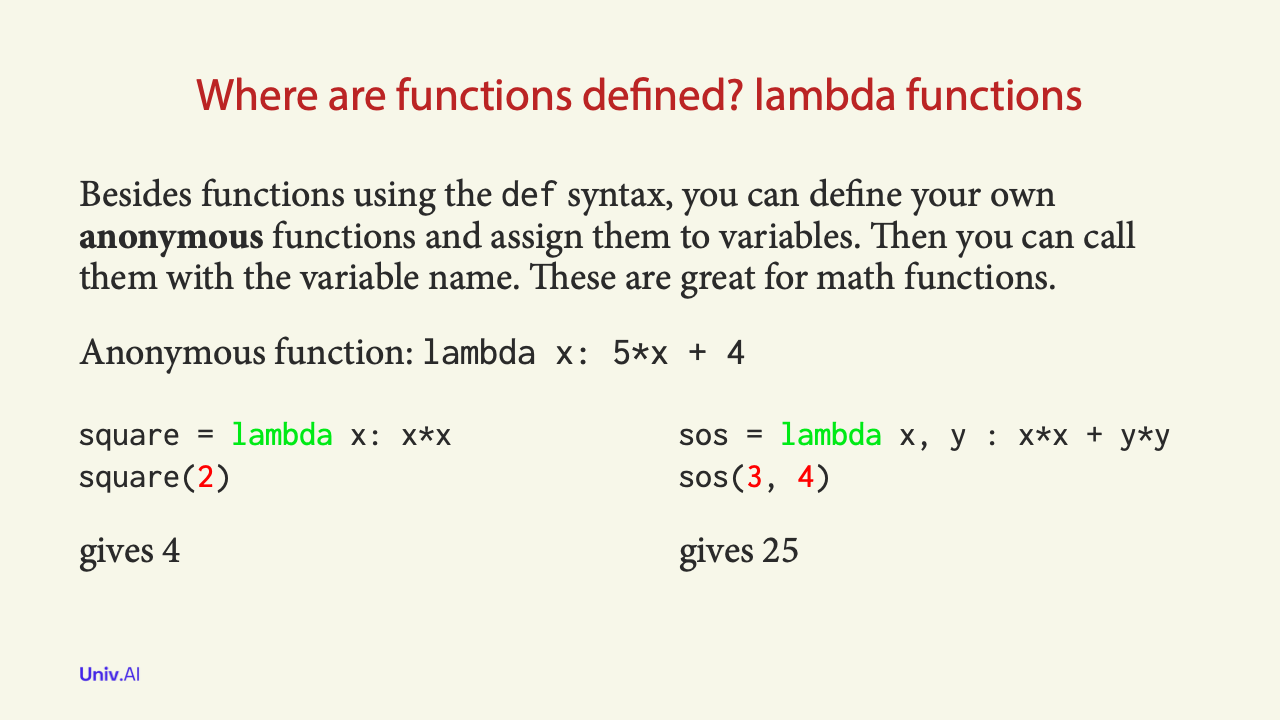 Where are functions defined? lambda functions
Besides functions using the def syntax, you can define your own
anonymous functions and assign them to variables. Then you can call
them with the variable name. These are great for math functions.
Anonymous function: lambda x: 5*x + 4
square = lambda x: x*x
square(2)
gives 4
sos = lambda x, y : x*x + y*y
sos(3, 4)
gives 25
Univ.AI